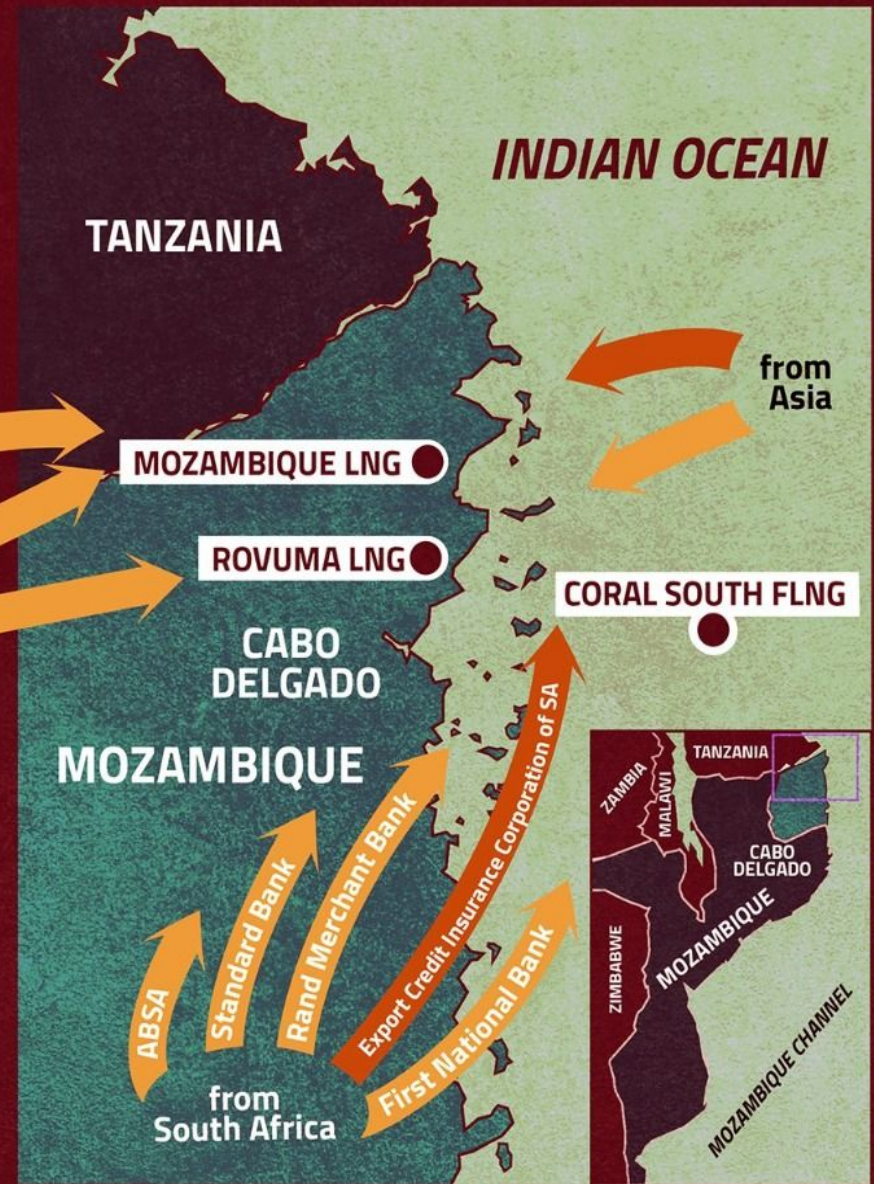 INDIAN OCEAN
TANZANIA
from
Asia
MOZAMBIQUE LNG
ROVUMA LNG
CORAL SOUTH FLNG
CABO
DELGADO
MOZAMBIQUE
ABSA
Standard Bank
Rand Merchant Bank
Export Credit Insurance Corporation of SA
First National Bank
from
South Africa
TANZANIA
ZAMBIA
MALAWI
CABO
DELGADO
MOZAMBIQUE
ZIMBABWE
MOZAMBIQUE CHANNEL